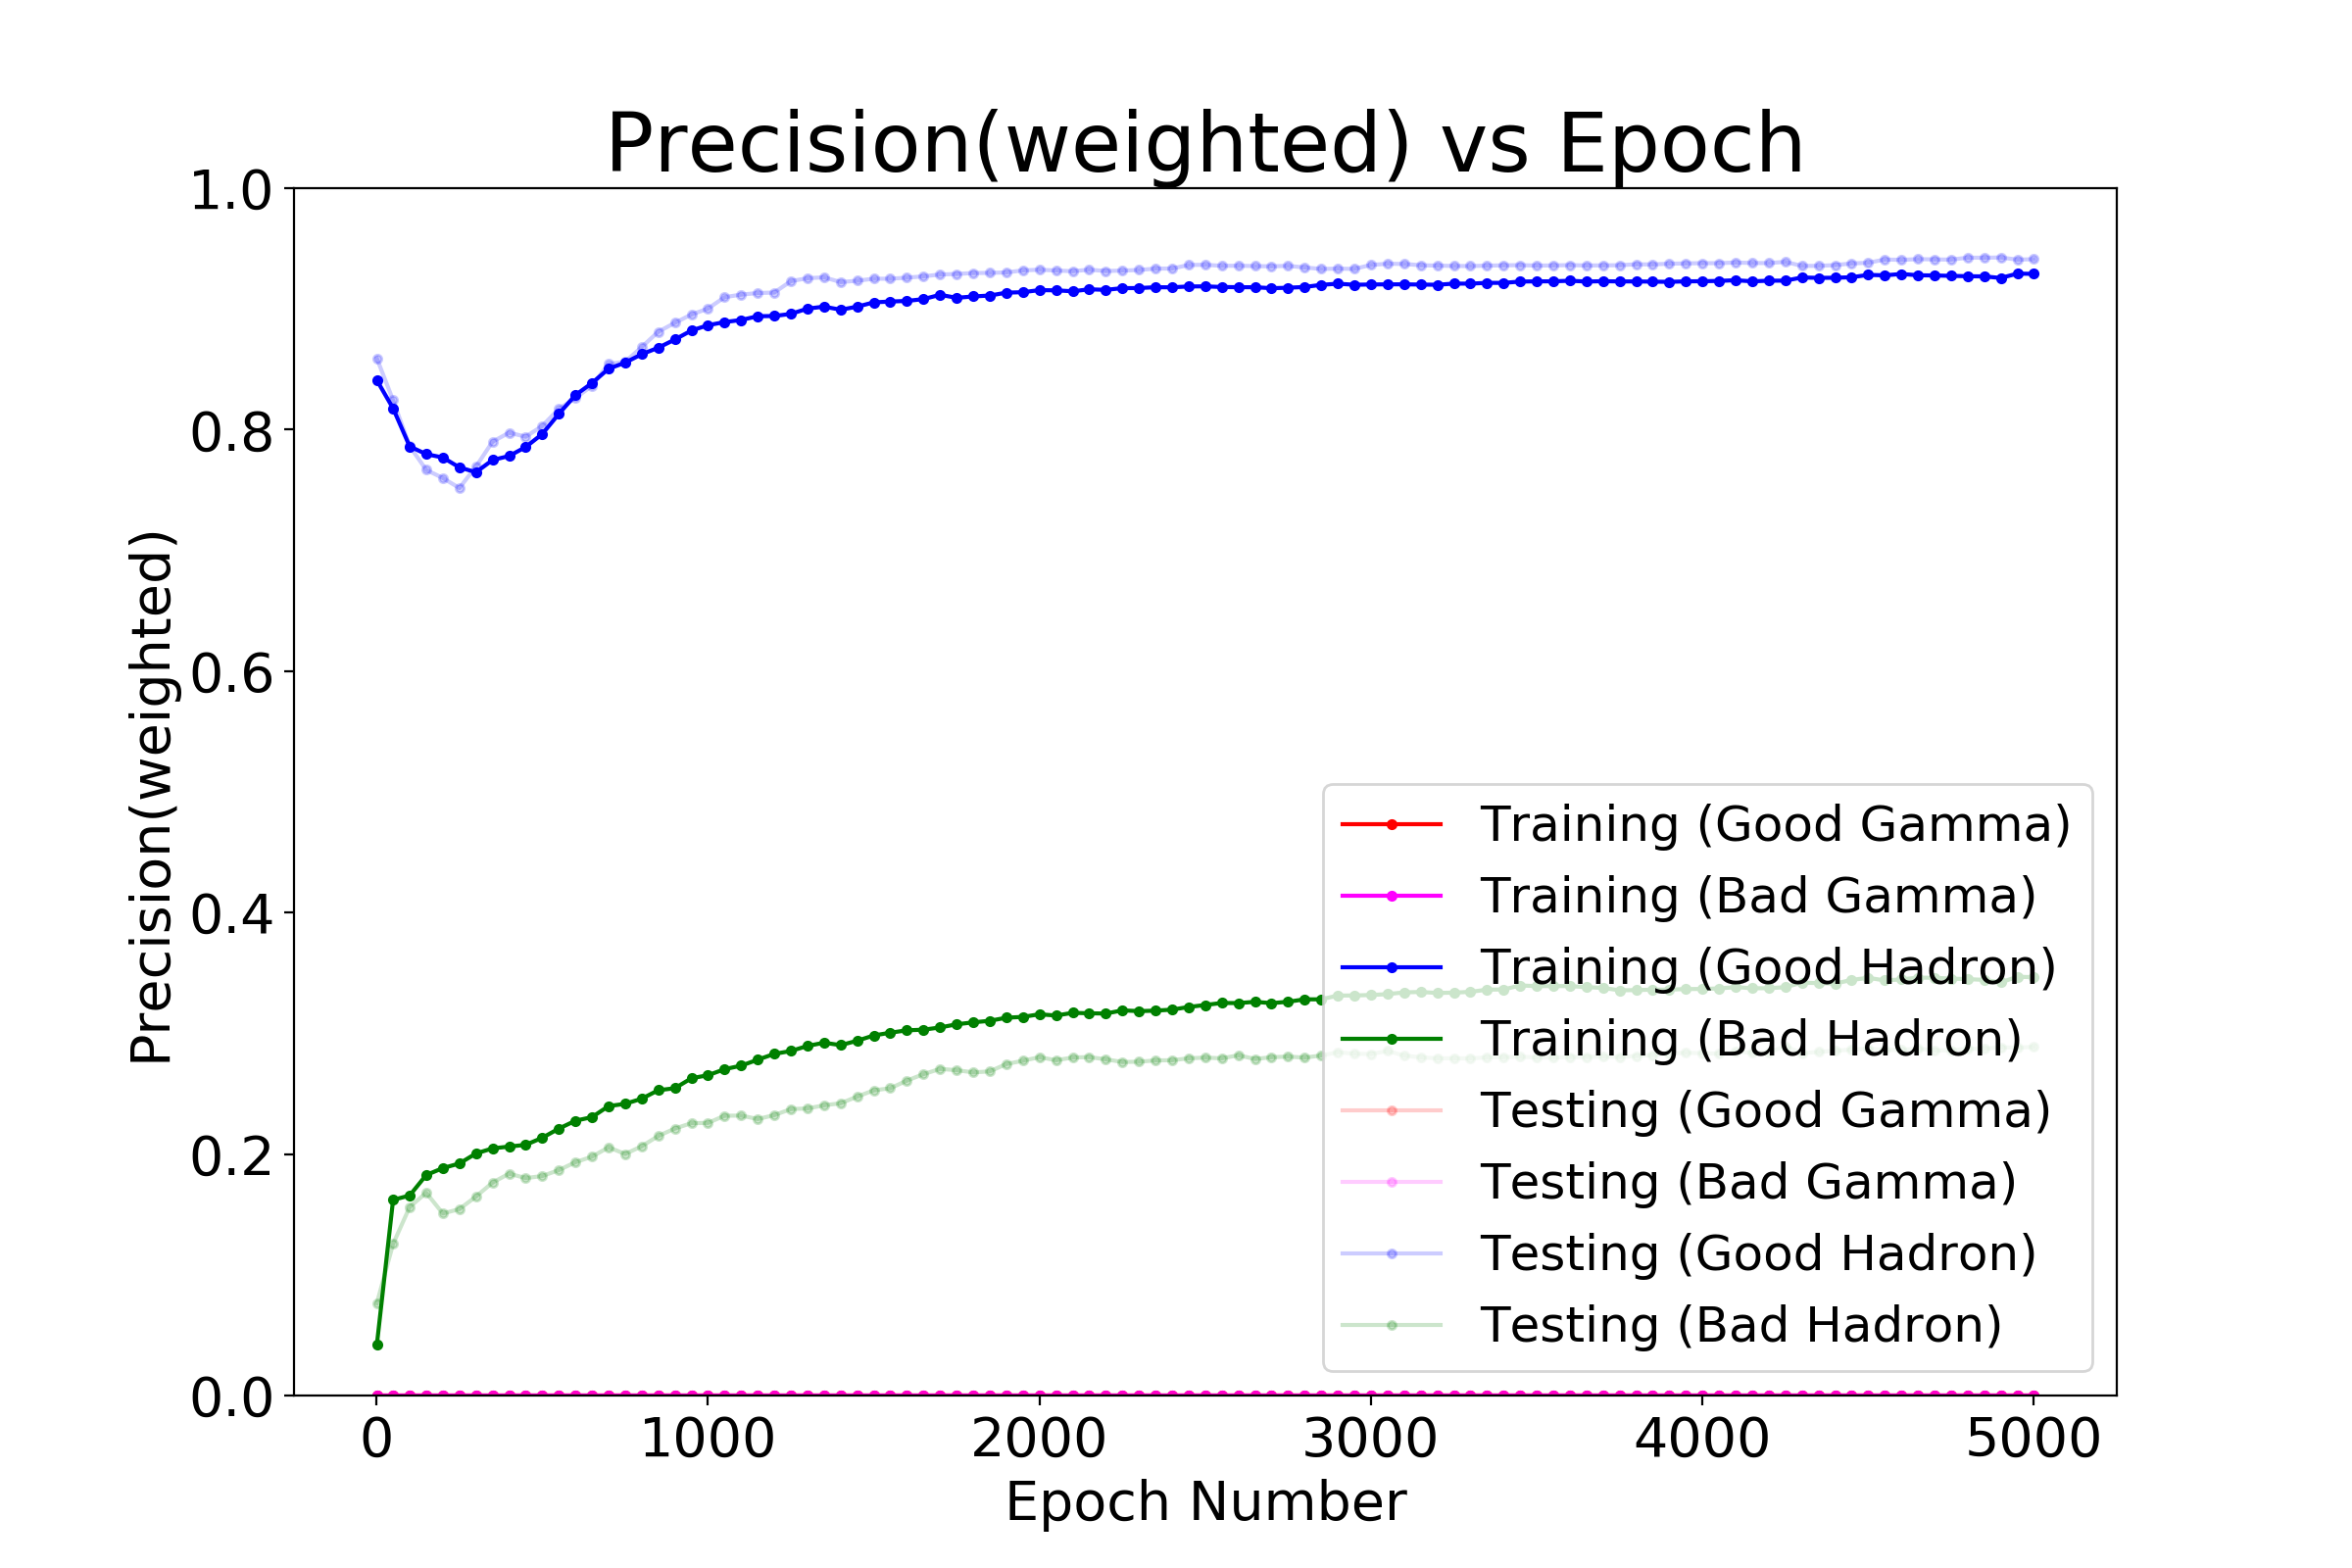 Precision(weighted) vs Epoch
Precision(weighted)
1.0
0.8
0.6
0.4
0.2
0.0
Training (Good Gamma)
Training (Bad Gamma)
Training (Good Hadron)
Training (Bad Hadron)
Testing (Good Gamma)
Testing (Bad Gamma)
Testing (Good Hadron)
Testing (Bad Hadron)
0 1000 2000 3000 4000 5000
Epoch Number